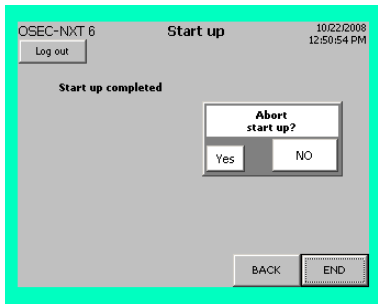 OSEC-NXT 6 Start up 10/22/2008
Log out 12:50:54 PM
Start up completed
Abort
start up?
Yes NO
BACK END